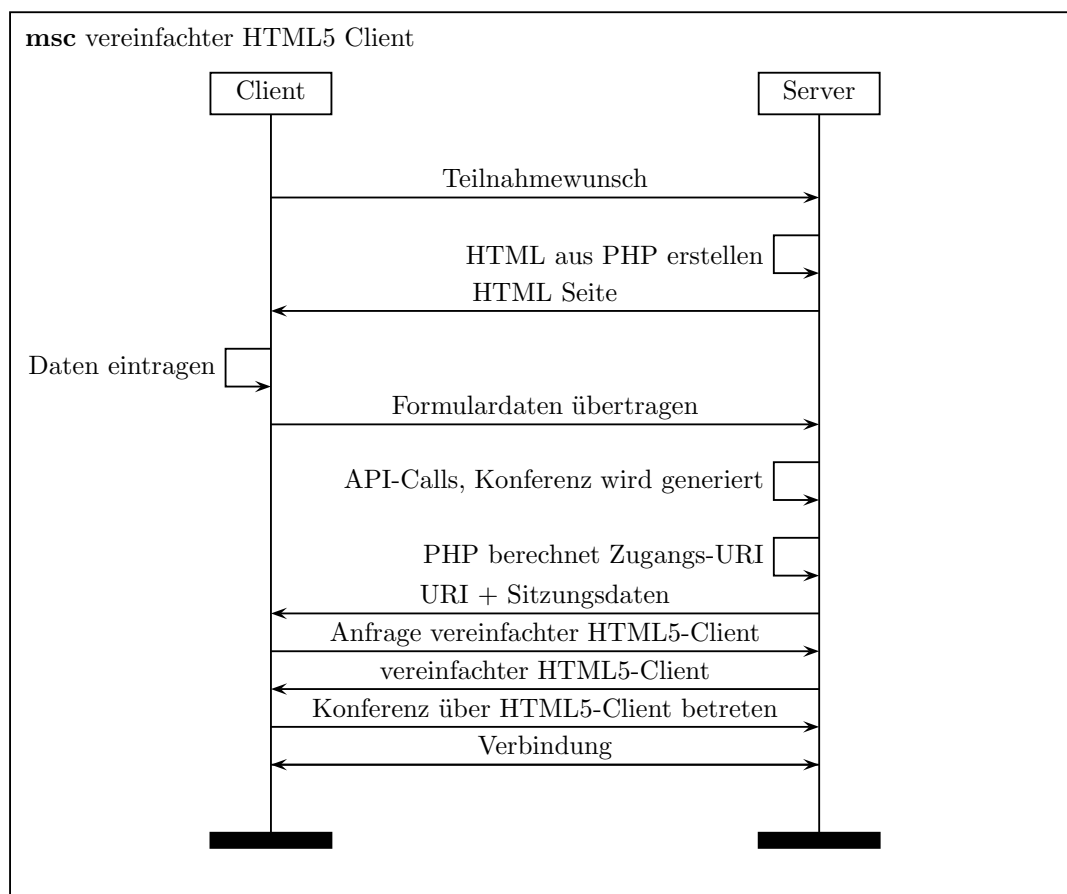 msc vereinfachter HTML5 Client
Client
Server
Teilnahmewunsch
HTML aus PHP erstellen
HTML Seite
Daten eintragen
Formulardaten übertragen
API-Calls, Konferenz wird generiert
PHP berechnet Zugangs-URI
URI + Sitzungsdaten
Anfrage vereinfachter HTML5-Client
vereinfachter HTML5-Client
Konferenz über HTML5-Client betreten
Verbindung